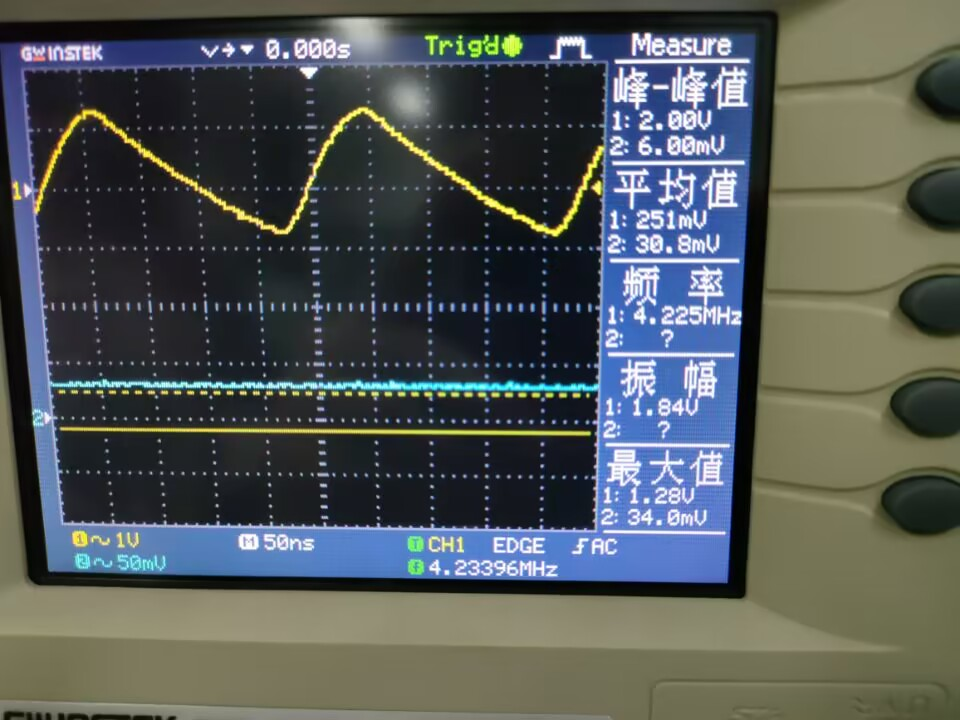 GWINSTEK 0.000s Trig'd Measure
峰-峰值
1: 2.00V
2: 6.00mV
平均值
1: 251mV
2: 30.8mV
频率
1: 4.225MHz
2: ?
振幅
1: 1.84V
2: ?
最大值
1: 1.28V
2: 34.0mV
1
2
1 ~ 1V M 50ns T CH1 EDGE AC
2 ~ 50mV f 4.23396MHz